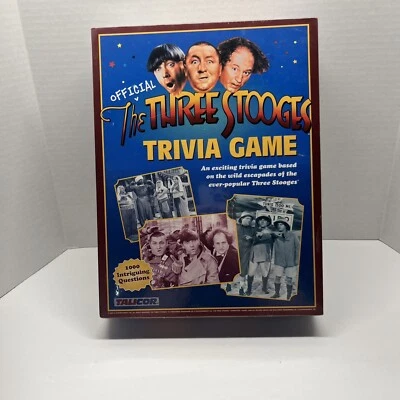 OFFICIAL
The THREE STOOGES
TRIVIA GAME
An exciting trivia game based
on the wild escapades of the
ever-popular Three Stooges®
1000
Intriguing
Questions
TALICOR